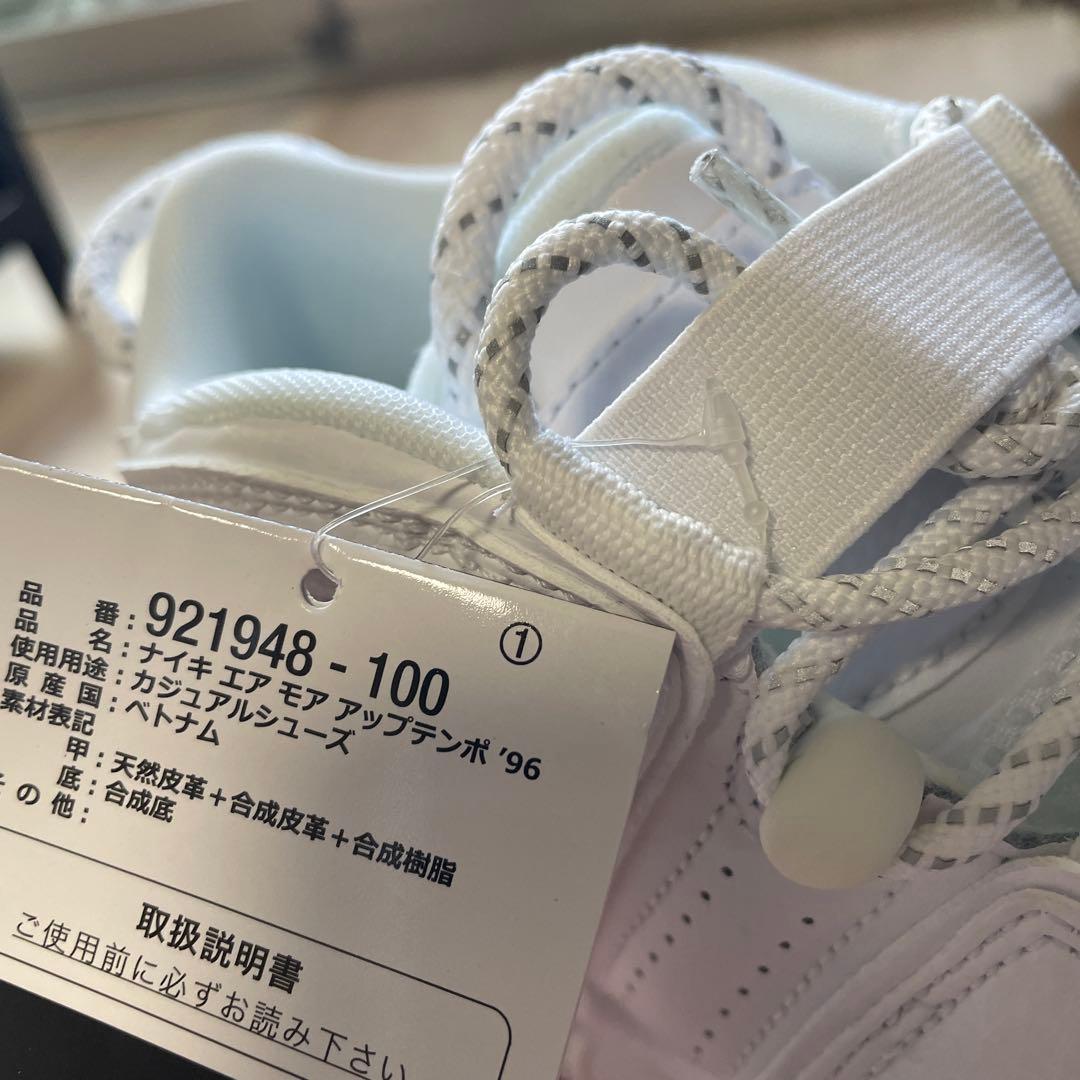 品番:921948-100 ①
品名:ナイキ エア モア アップテンポ '96
使用用途:カジュアルシューズ
原産国:ベトナム
素材表記
甲:天然皮革+合成皮革+合成樹脂
底:合成底
その他:
取扱説明書
ご使用前に必ずお読み下さい